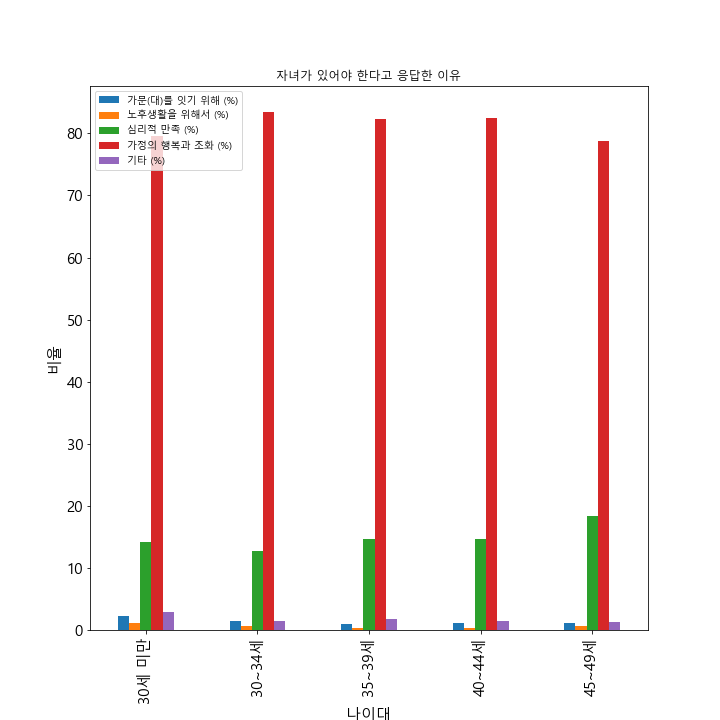 자녀가 있어야 한다고 응답한 이유
가문(대)를 잇기 위해 (%)
노후생활을 위해서 (%)
심리적 만족 (%)
가정의 행복과 조화 (%)
기타 (%)
비율
80
70
60
50
40
30
20
10
0
30세 미만
30~34세
35~39세
40~44세
45~49세
나이대